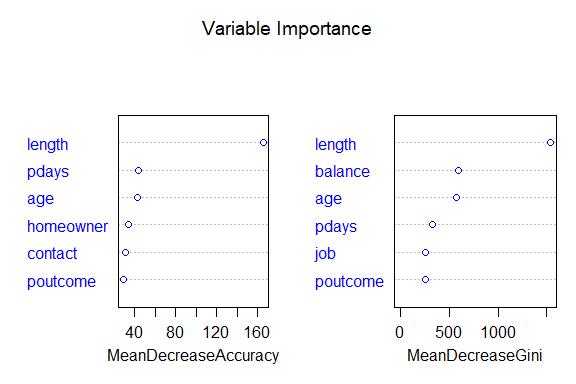 Variable Importance
length
pdays
age
homeowner
contact
poutcome
40 80 120 160
MeanDecreaseAccuracy
length
balance
age
pdays
job
poutcome
0 500 1000
MeanDecreaseGini